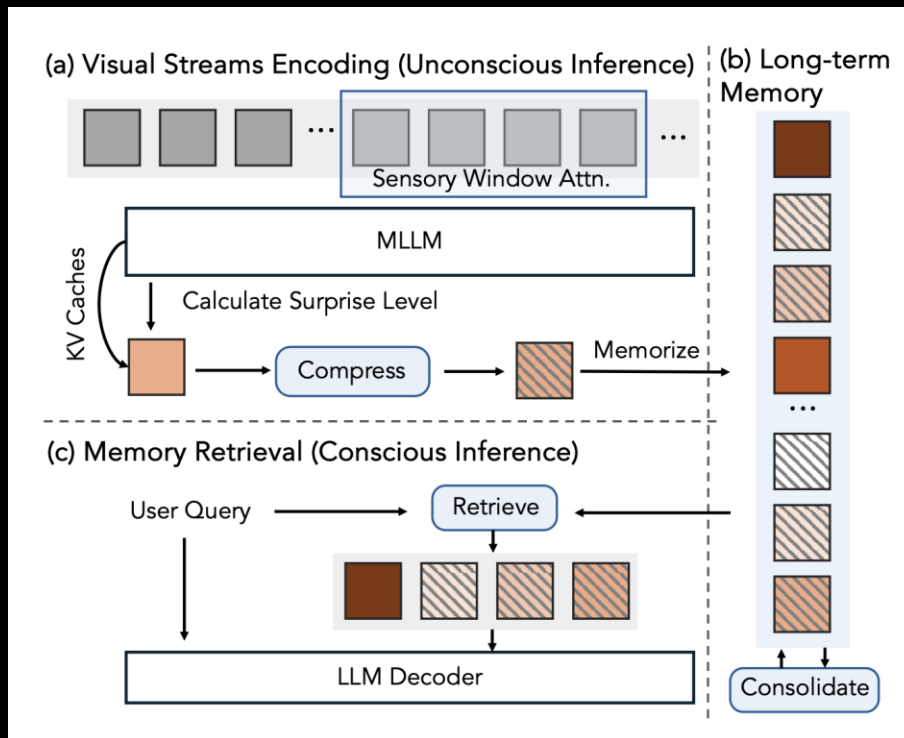 (a) Visual Streams Encoding (Unconscious Inference)
...
...
Sensory Window Attn.
MLLM
KV Caches
Calculate Surprise Level
Compress
Memorize
(b) Long-term
Memory
...
Consolidate
(c) Memory Retrieval (Conscious Inference)
User Query
Retrieve
LLM Decoder